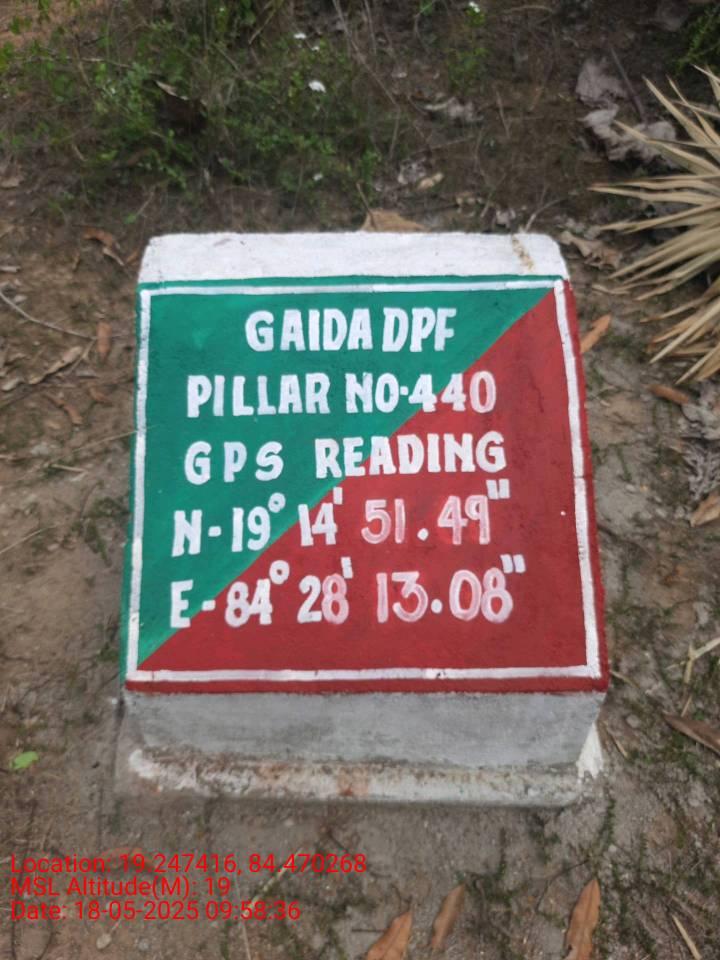 GAIDA DPF
PILLAR NO·440
GPS READING
N-19° 14' 51.49"
E-84° 28' 13.08"
Location: 19.247416, 84.470268
MSL Altitude(M): 19
Date: 18-05-2025 09:58:36